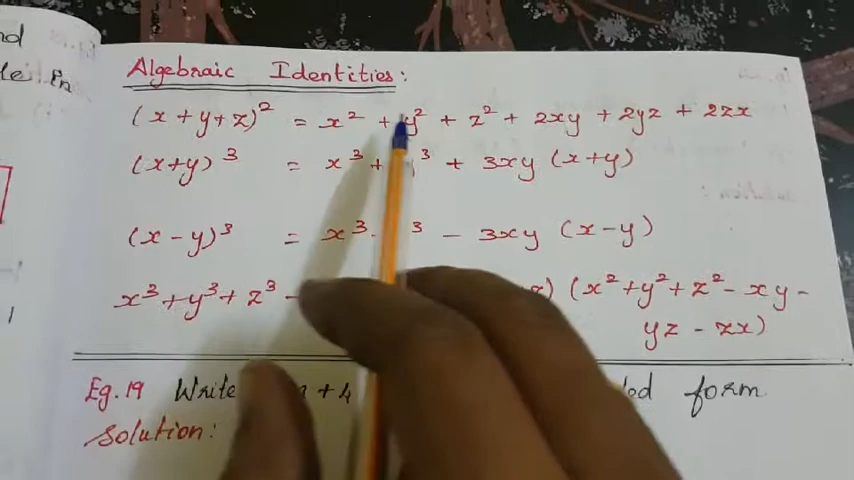 Algebraic Identities :
(x + y + z)² = x² + y² + z² + 2xy + 2yz + 2zx
(x+y)³ = x³ + ³ + 3xy (x+y)
(x - y)³ = x³ ³ - 3xy (x-y)
x³ + y³ + z³ - ) (x² + y² + z² - xy -
yz - zx)
Eg. 19 Write + 4 form
Solution :